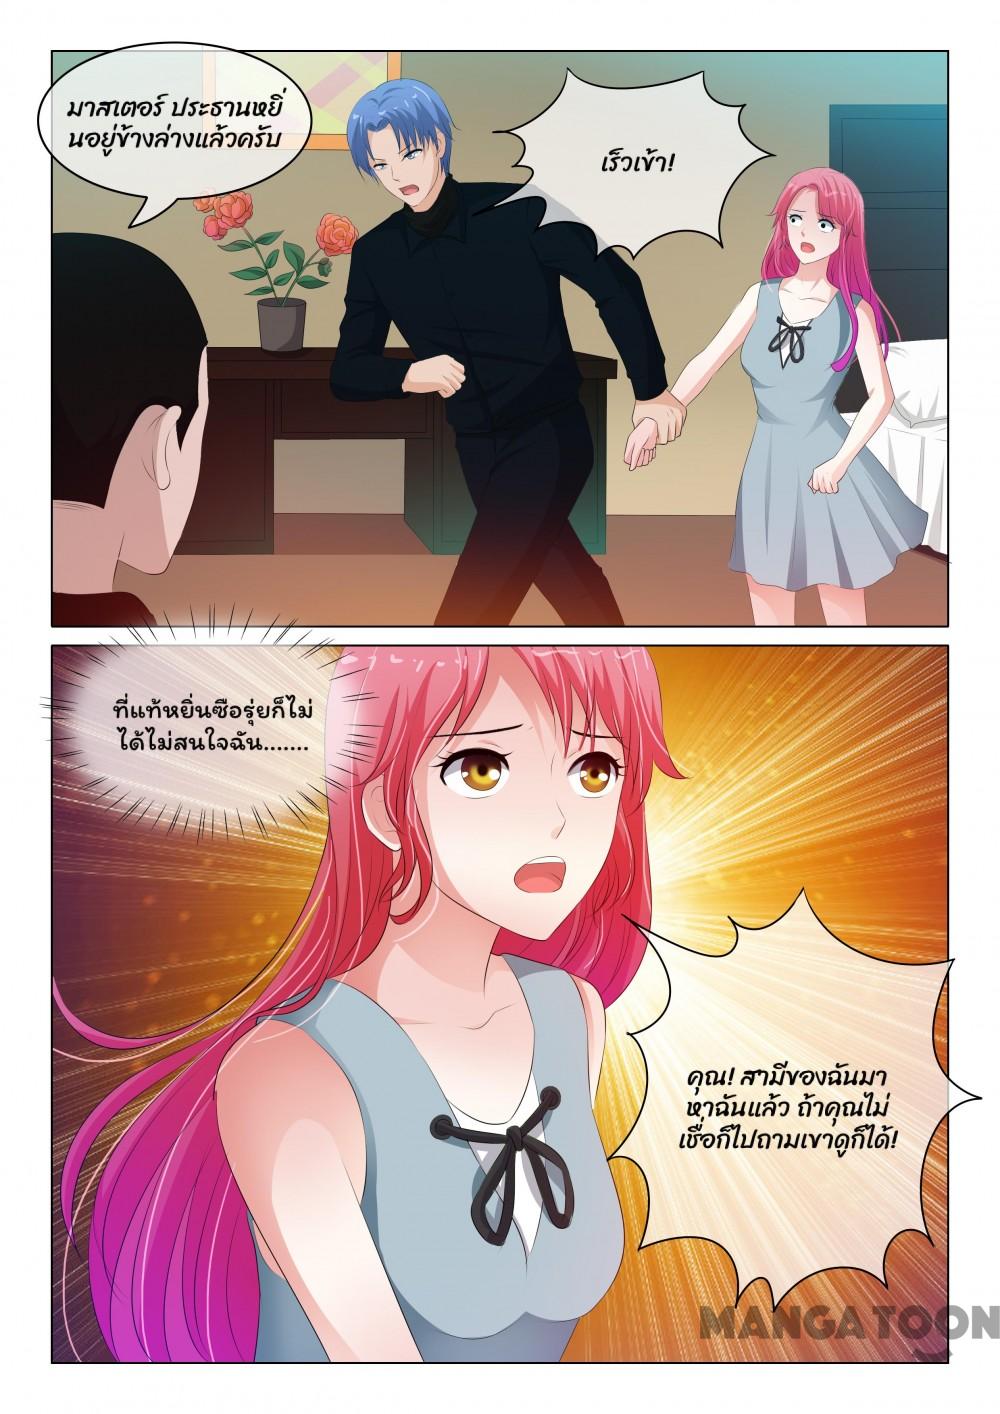 มาสเตอร์ ประธานหยิ่
นอยู่ข้างล่างแล้วครับ
เร็วเข้า!
ที่แท้หยิ่นซือรุ่ยก็ไม่
ได้ไม่สนใจฉัน.......
คุณ! สามีของฉันมา
หาฉันแล้ว ถ้าคุณไม่
เชื่อก็ไปถามเขาดูก็ได้!
MANGATOON